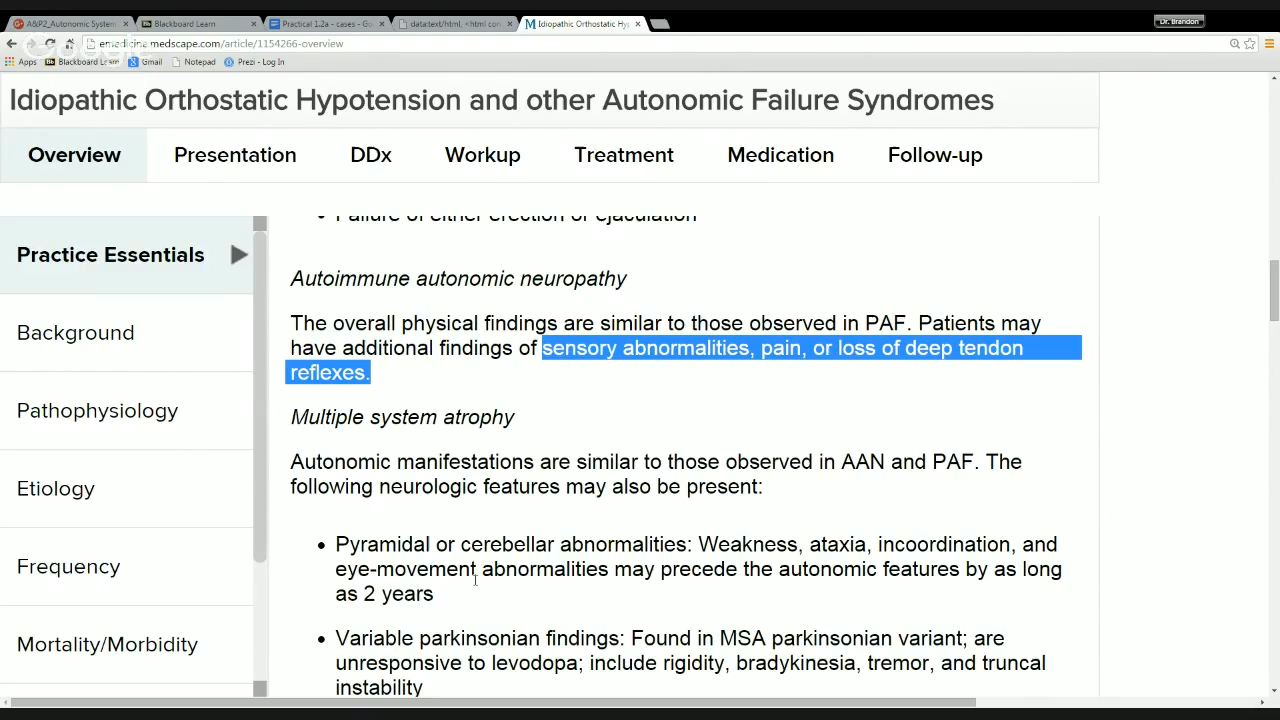 A&P2_Autonomic System
Blackboard Learn
Practical 1.2a - cases - Go
data:text/html, <html con
Idiopathic Orthostatic Hyp
Dr. Brandon
emedicine.medscape.com/article/1154266-overview
Apps
Blackboard Learn
Gmail
Notepad
Prezi - Log In
Idiopathic Orthostatic Hypotension and other Autonomic Failure Syndromes
Overview
Presentation
DDx
Workup
Treatment
Medication
Follow-up
Practice Essentials
Background
Pathophysiology
Etiology
Frequency
Mortality/Morbidity
• Failure of either erection or ejaculation
Autoimmune autonomic neuropathy
The overall physical findings are similar to those observed in PAF. Patients may
have additional findings of sensory abnormalities, pain, or loss of deep tendon
reflexes.
Multiple system atrophy
Autonomic manifestations are similar to those observed in AAN and PAF. The
following neurologic features may also be present:
• Pyramidal or cerebellar abnormalities: Weakness, ataxia, incoordination, and
eye-movement abnormalities may precede the autonomic features by as long
as 2 years
• Variable parkinsonian findings: Found in MSA parkinsonian variant; are
unresponsive to levodopa; include rigidity, bradykinesia, tremor, and truncal
instability